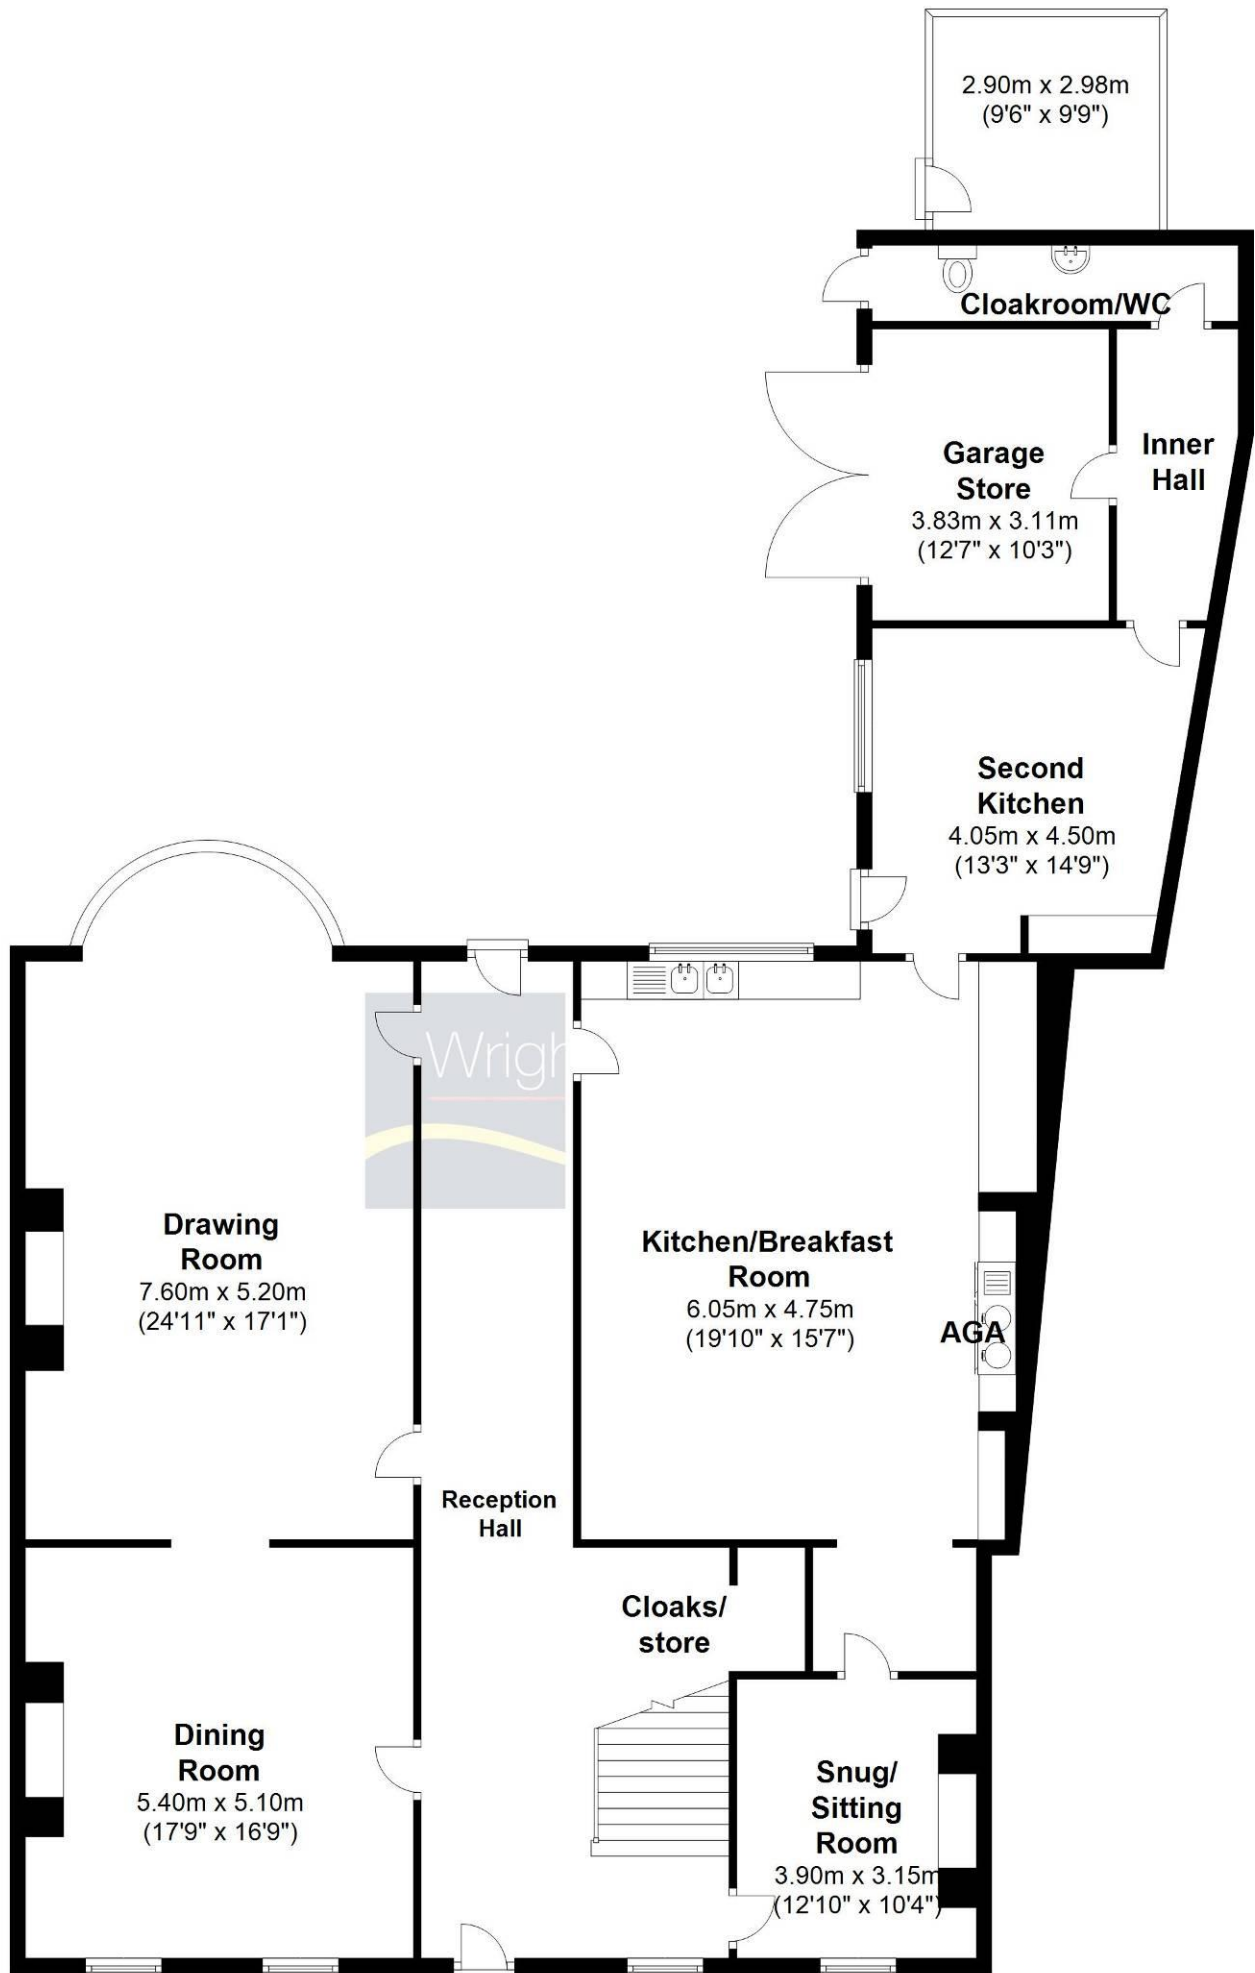 2.90m x 2.98m
(9'6" x 9'9")
Cloakroom/WC
Garage
Store
3.83m x 3.11m
(12'7" x 10'3")
Inner
Hall
Second
Kitchen
4.05m x 4.50m
(13'3" x 14'9")
Drawing
Room
7.60m x 5.20m
(24'11" x 17'1")
Kitchen/Breakfast
Room
6.05m x 4.75m
(19'10" x 15'7")
AGA
Reception
Hall
Cloaks/
store
Dining
Room
5.40m x 5.10m
(17'9" x 16'9")
Snug/
Sitting
Room
3.90m x 3.15m
(12'10" x 10'4")